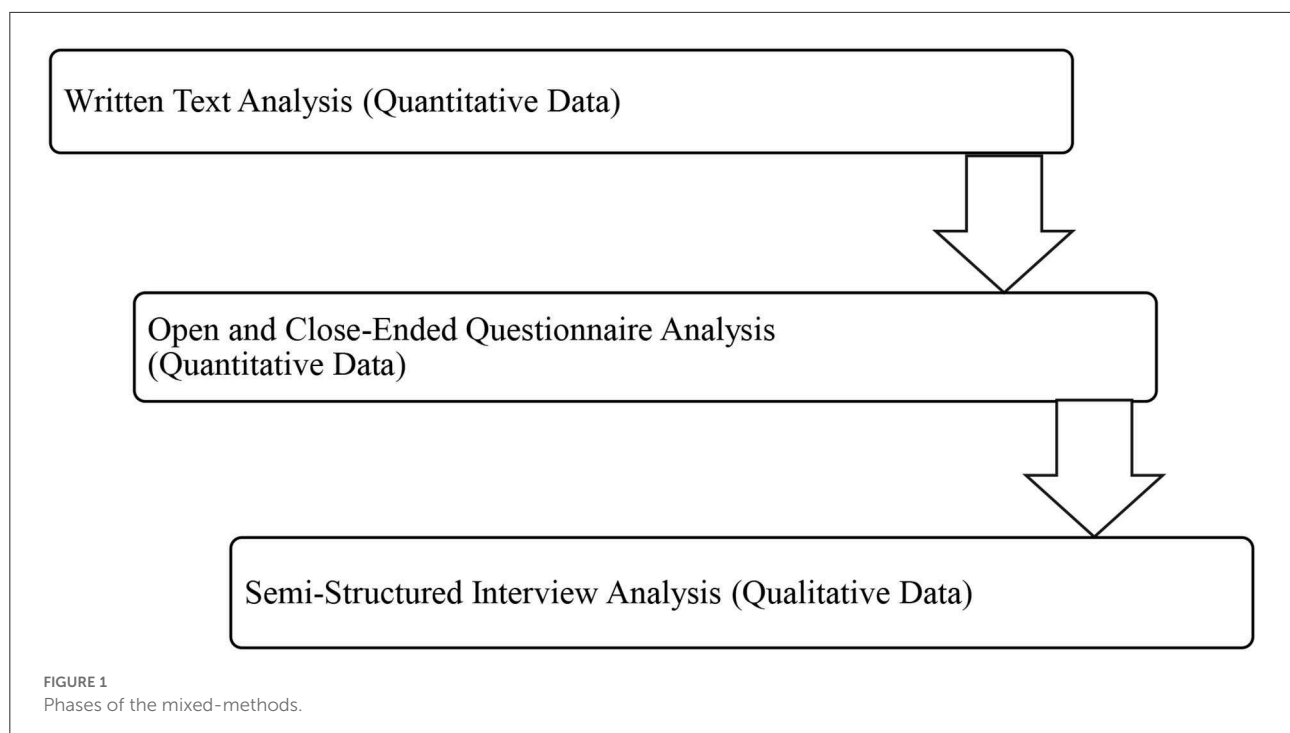 Written Text Analysis (Quantitative Data)
Open and Close-Ended Questionnaire Analysis
(Quantitative Data)
Semi-Structured Interview Analysis (Qualitative Data)
FIGURE 1
Phases of the mixed-methods.